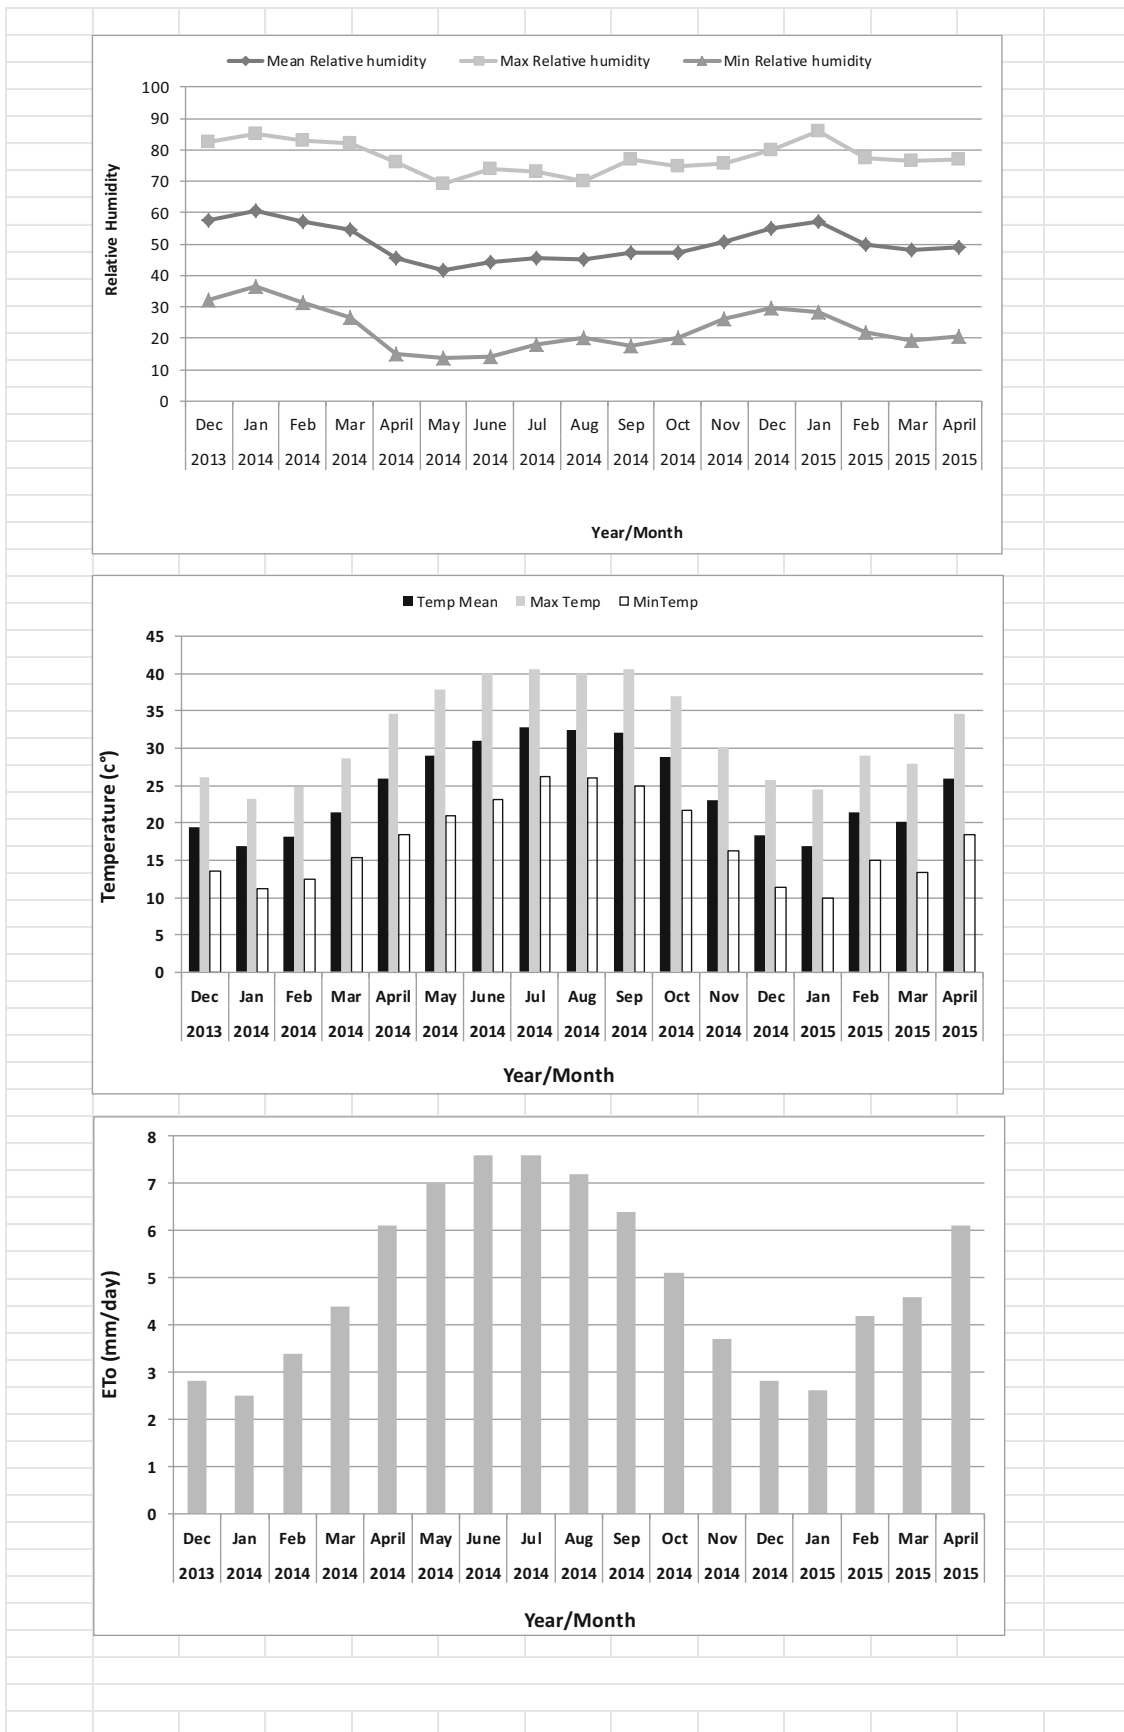 Mean Relative humidity Max Relative humidity Min Relative humidity
100
90
80
70
60
50
40
30
20
10
0
Relative Humidity
Dec Jan Feb Mar April May June Jul Aug Sep Oct Nov Dec Jan Feb Mar April
2013 2014 2014 2014 2014 2014 2014 2014 2014 2014 2014 2014 2014 2015 2015 2015 2015
Year/Month
Temp Mean Max Temp MinTemp
45
40
35
30
25
20
15
10
5
0
Temperature (c°)
Dec Jan Feb Mar April May June Jul Aug Sep Oct Nov Dec Jan Feb Mar April
2013 2014 2014 2014 2014 2014 2014 2014 2014 2014 2014 2014 2014 2015 2015 2015 2015
Year/Month
8
7
6
5
4
3
2
1
0
ETo (mm/day)
Dec Jan Feb Mar April May June Jul Aug Sep Oct Nov Dec Jan Feb Mar April
2013 2014 2014 2014 2014 2014 2014 2014 2014 2014 2014 2014 2014 2015 2015 2015 2015
Year/Month